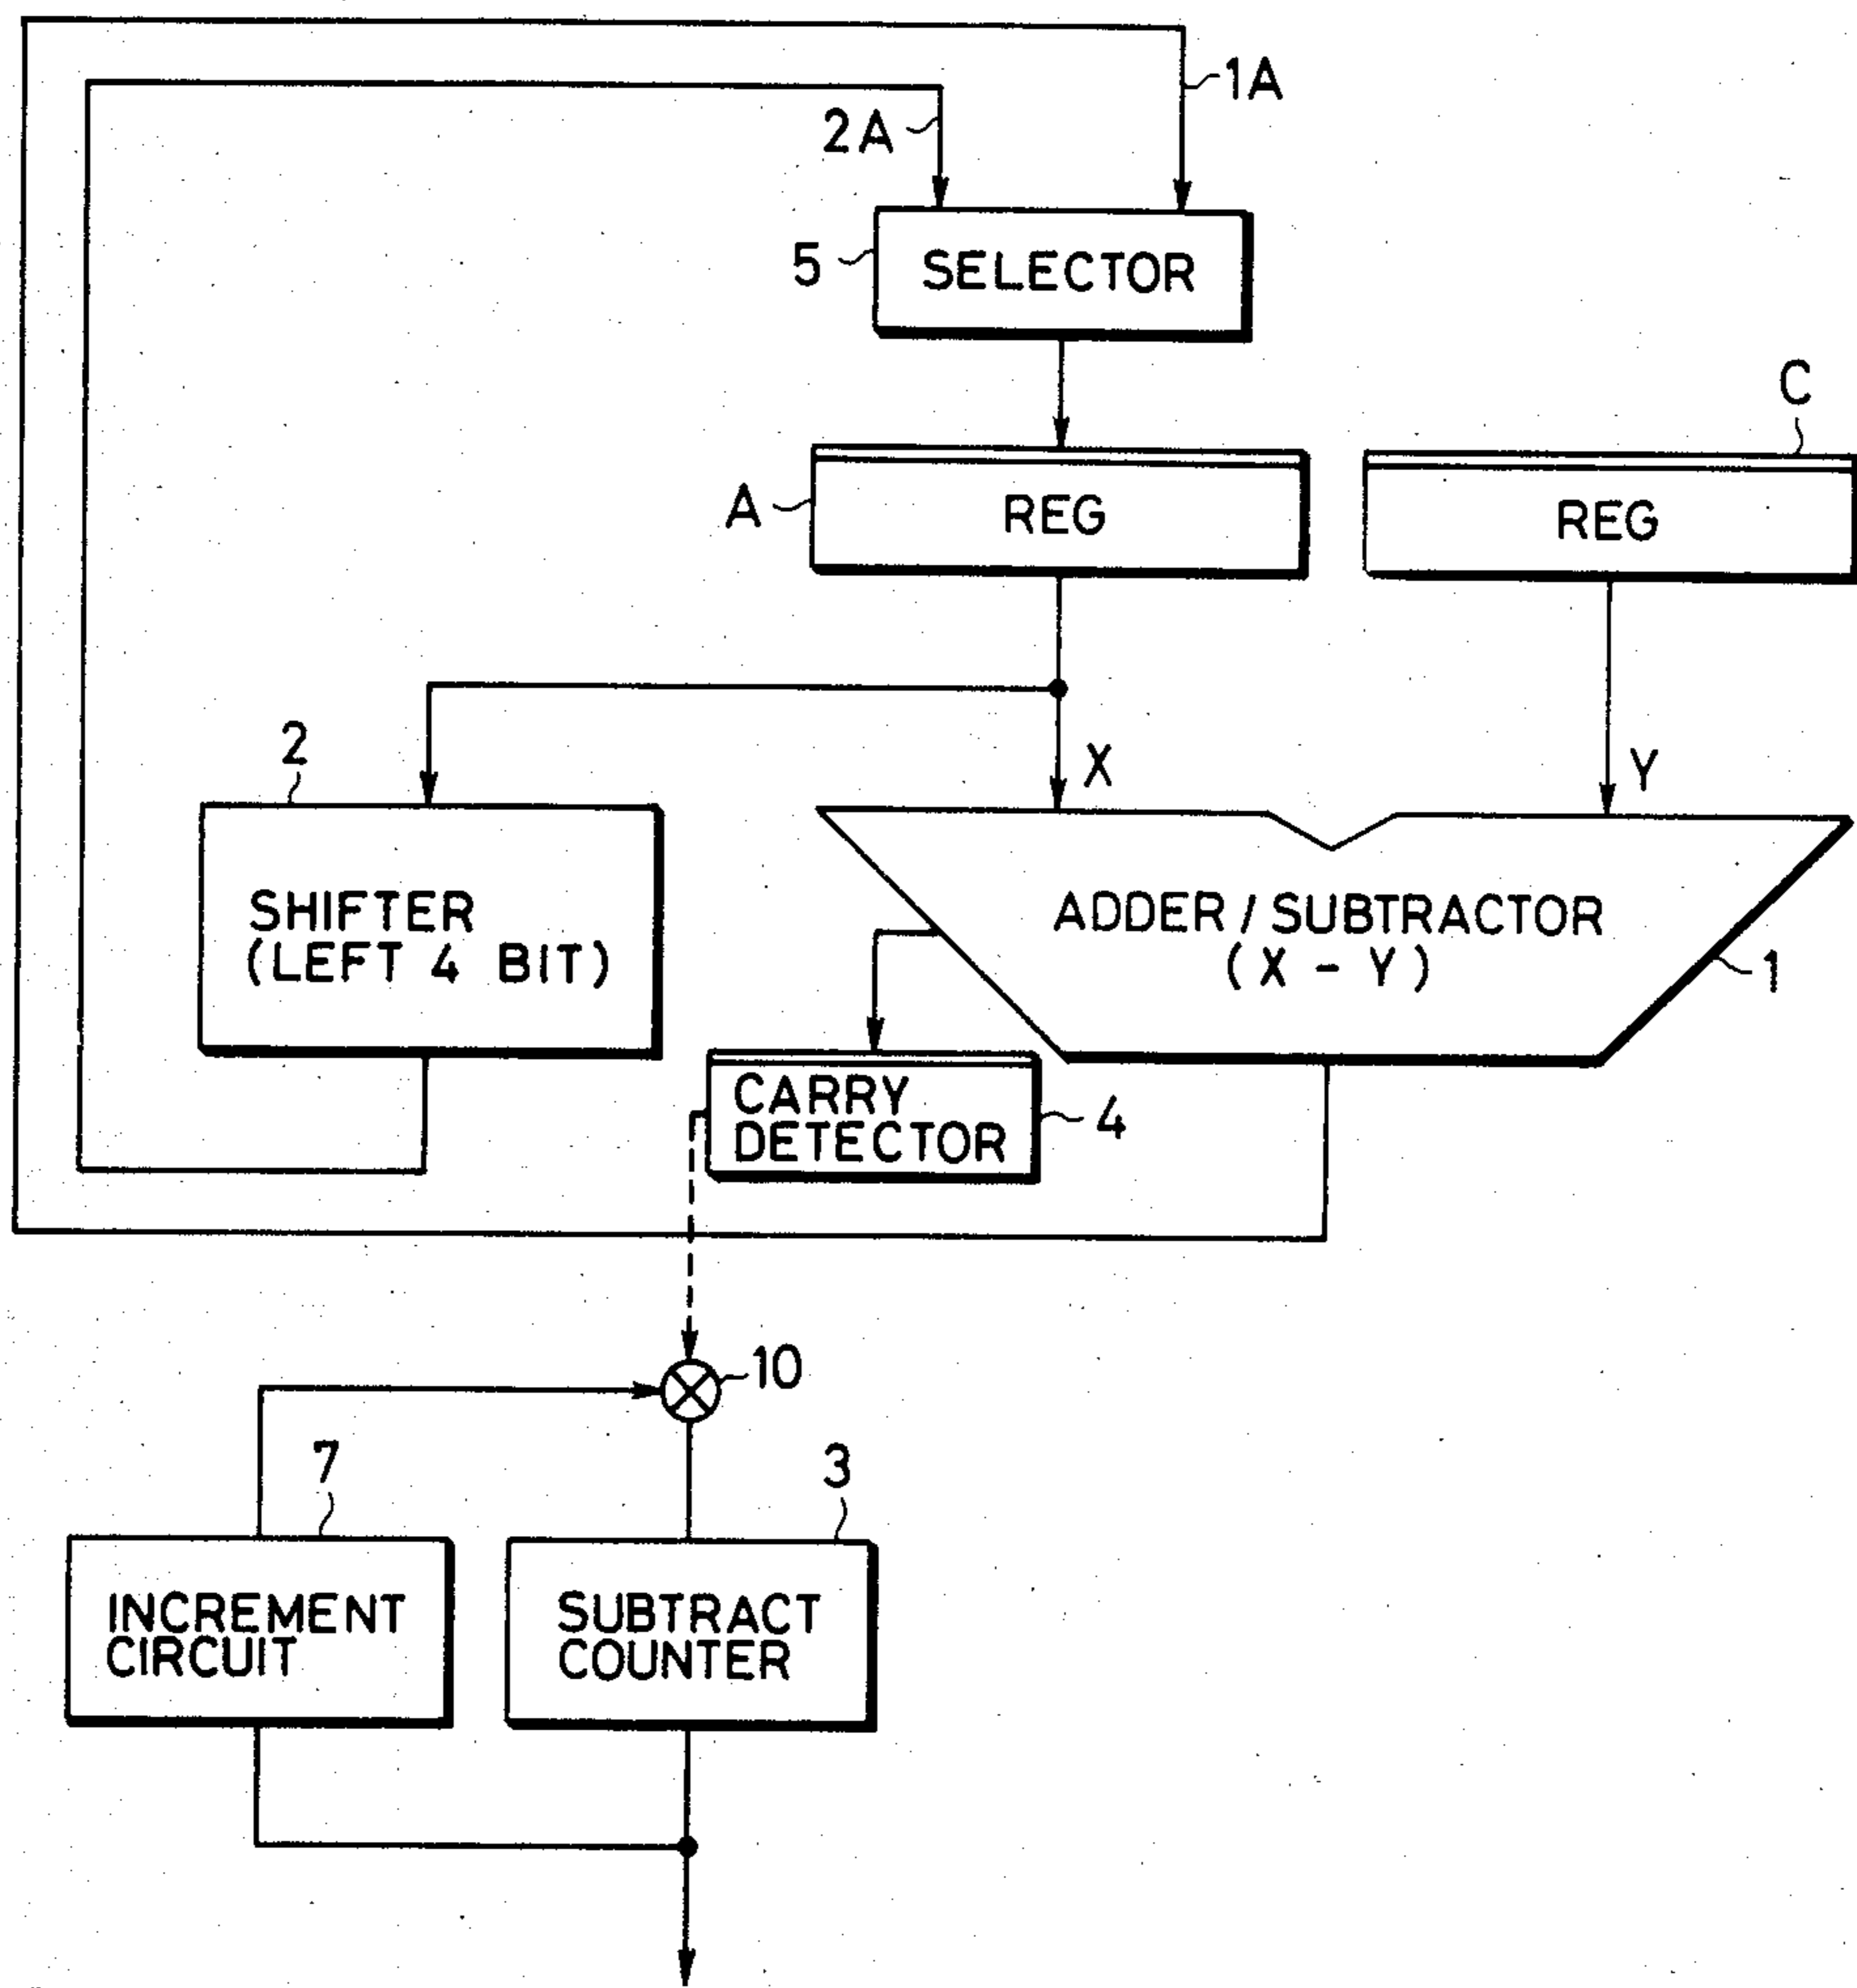 1A
2A
5
SELECTOR
C
A
REG
REG
2
X
Y
SHIFTER
(LEFT 4 BIT)
ADDER / SUBTRACTOR
( X - Y )
1
CARRY
DETECTOR
4
10
7
3
INCREMENT
CIRCUIT
SUBTRACT
COUNTER